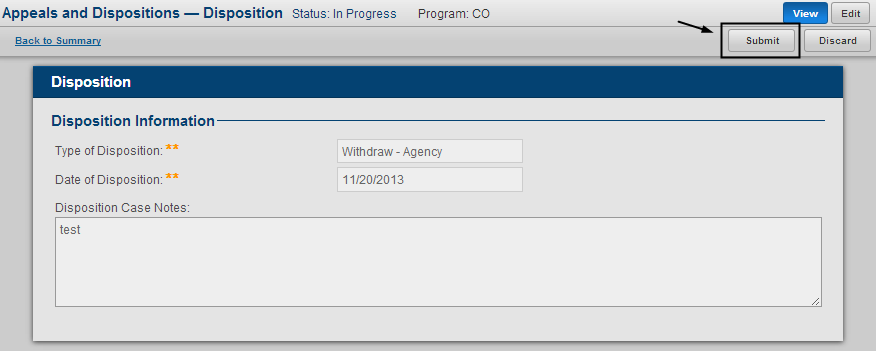 Appeals and Dispositions — Disposition Status: In Progress Program: CO View Edit
Back to Summary Submit Discard
Disposition
Disposition Information
Type of Disposition: ** Withdraw - Agency
Date of Disposition: ** 11/20/2013
Disposition Case Notes:
test